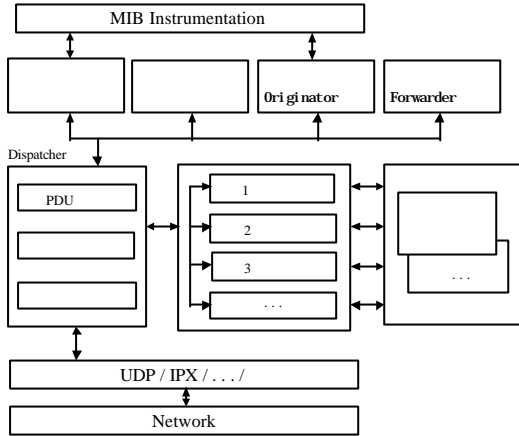 MIB Instrumentation
Originator
Forwarder
Dispatcher
PDU
1
2
3
. . .
. . .
UDP / IPX / . . . /
Network